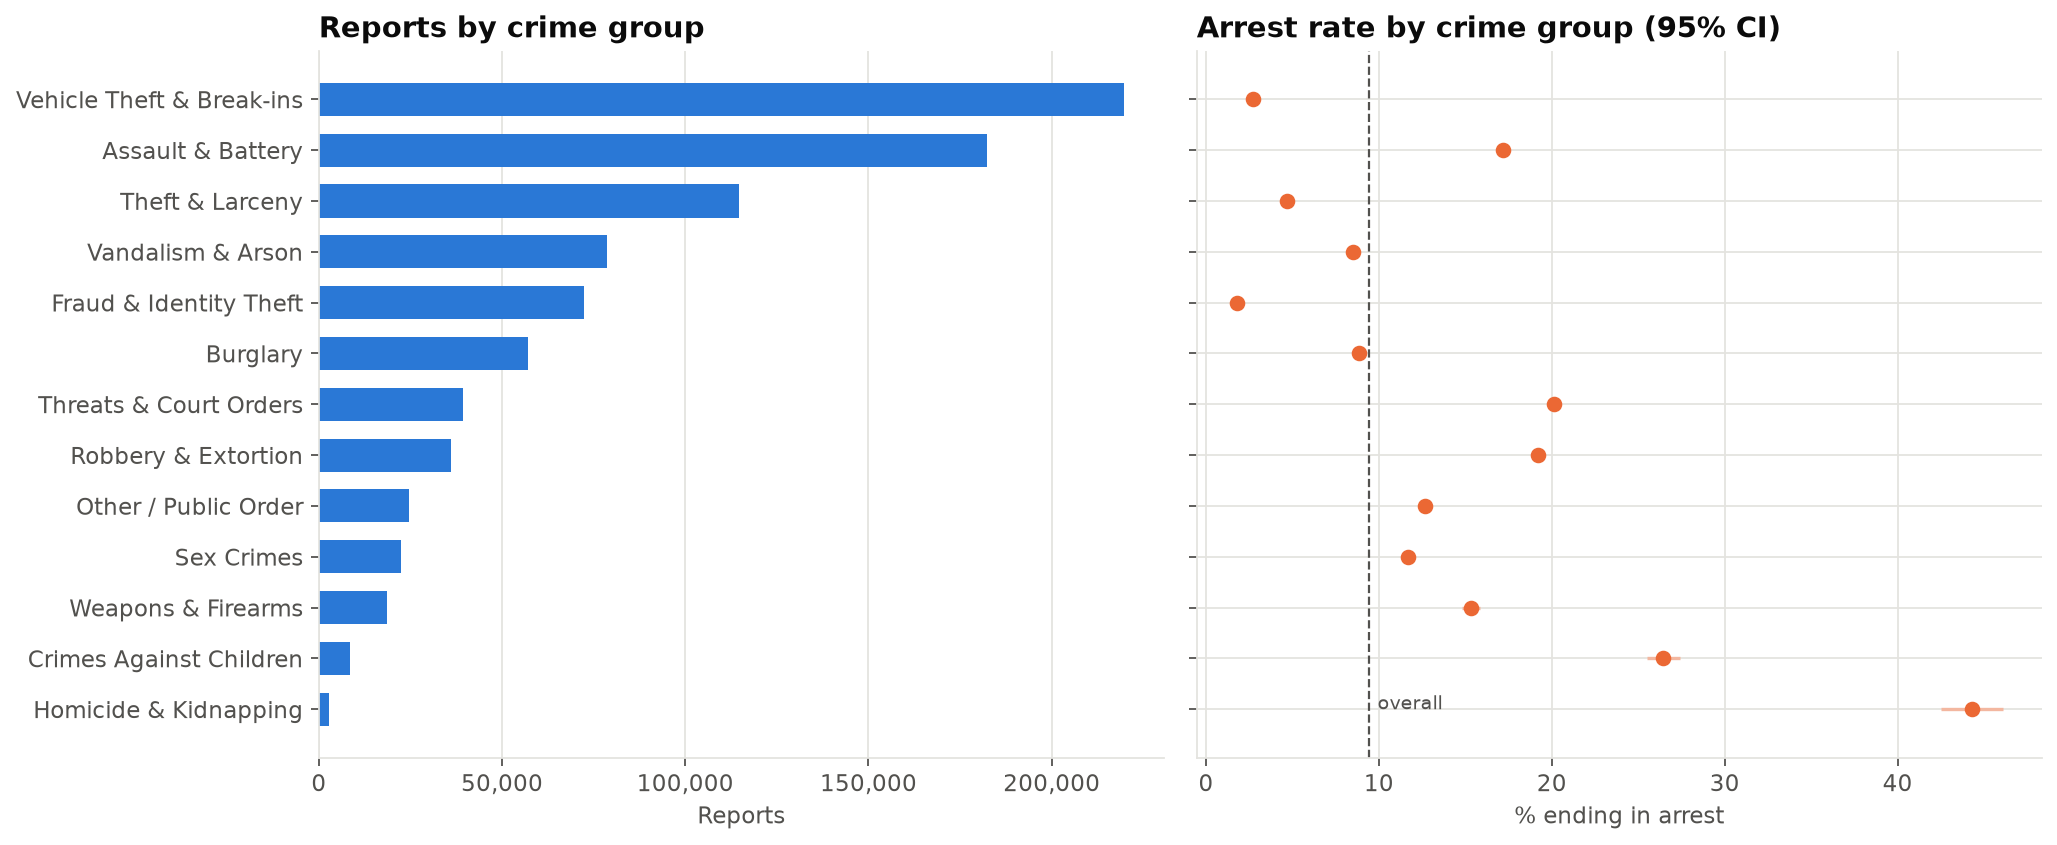 Reports by crime group
Vehicle Theft & Break-ins
Assault & Battery
Theft & Larceny
Vandalism & Arson
Fraud & Identity Theft
Burglary
Threats & Court Orders
Robbery & Extortion
Other / Public Order
Sex Crimes
Weapons & Firearms
Crimes Against Children
Homicide & Kidnapping
0 50,000 100,000 150,000 200,000
Reports
Arrest rate by crime group (95% CI)
overall
0 10 20 30 40
% ending in arrest